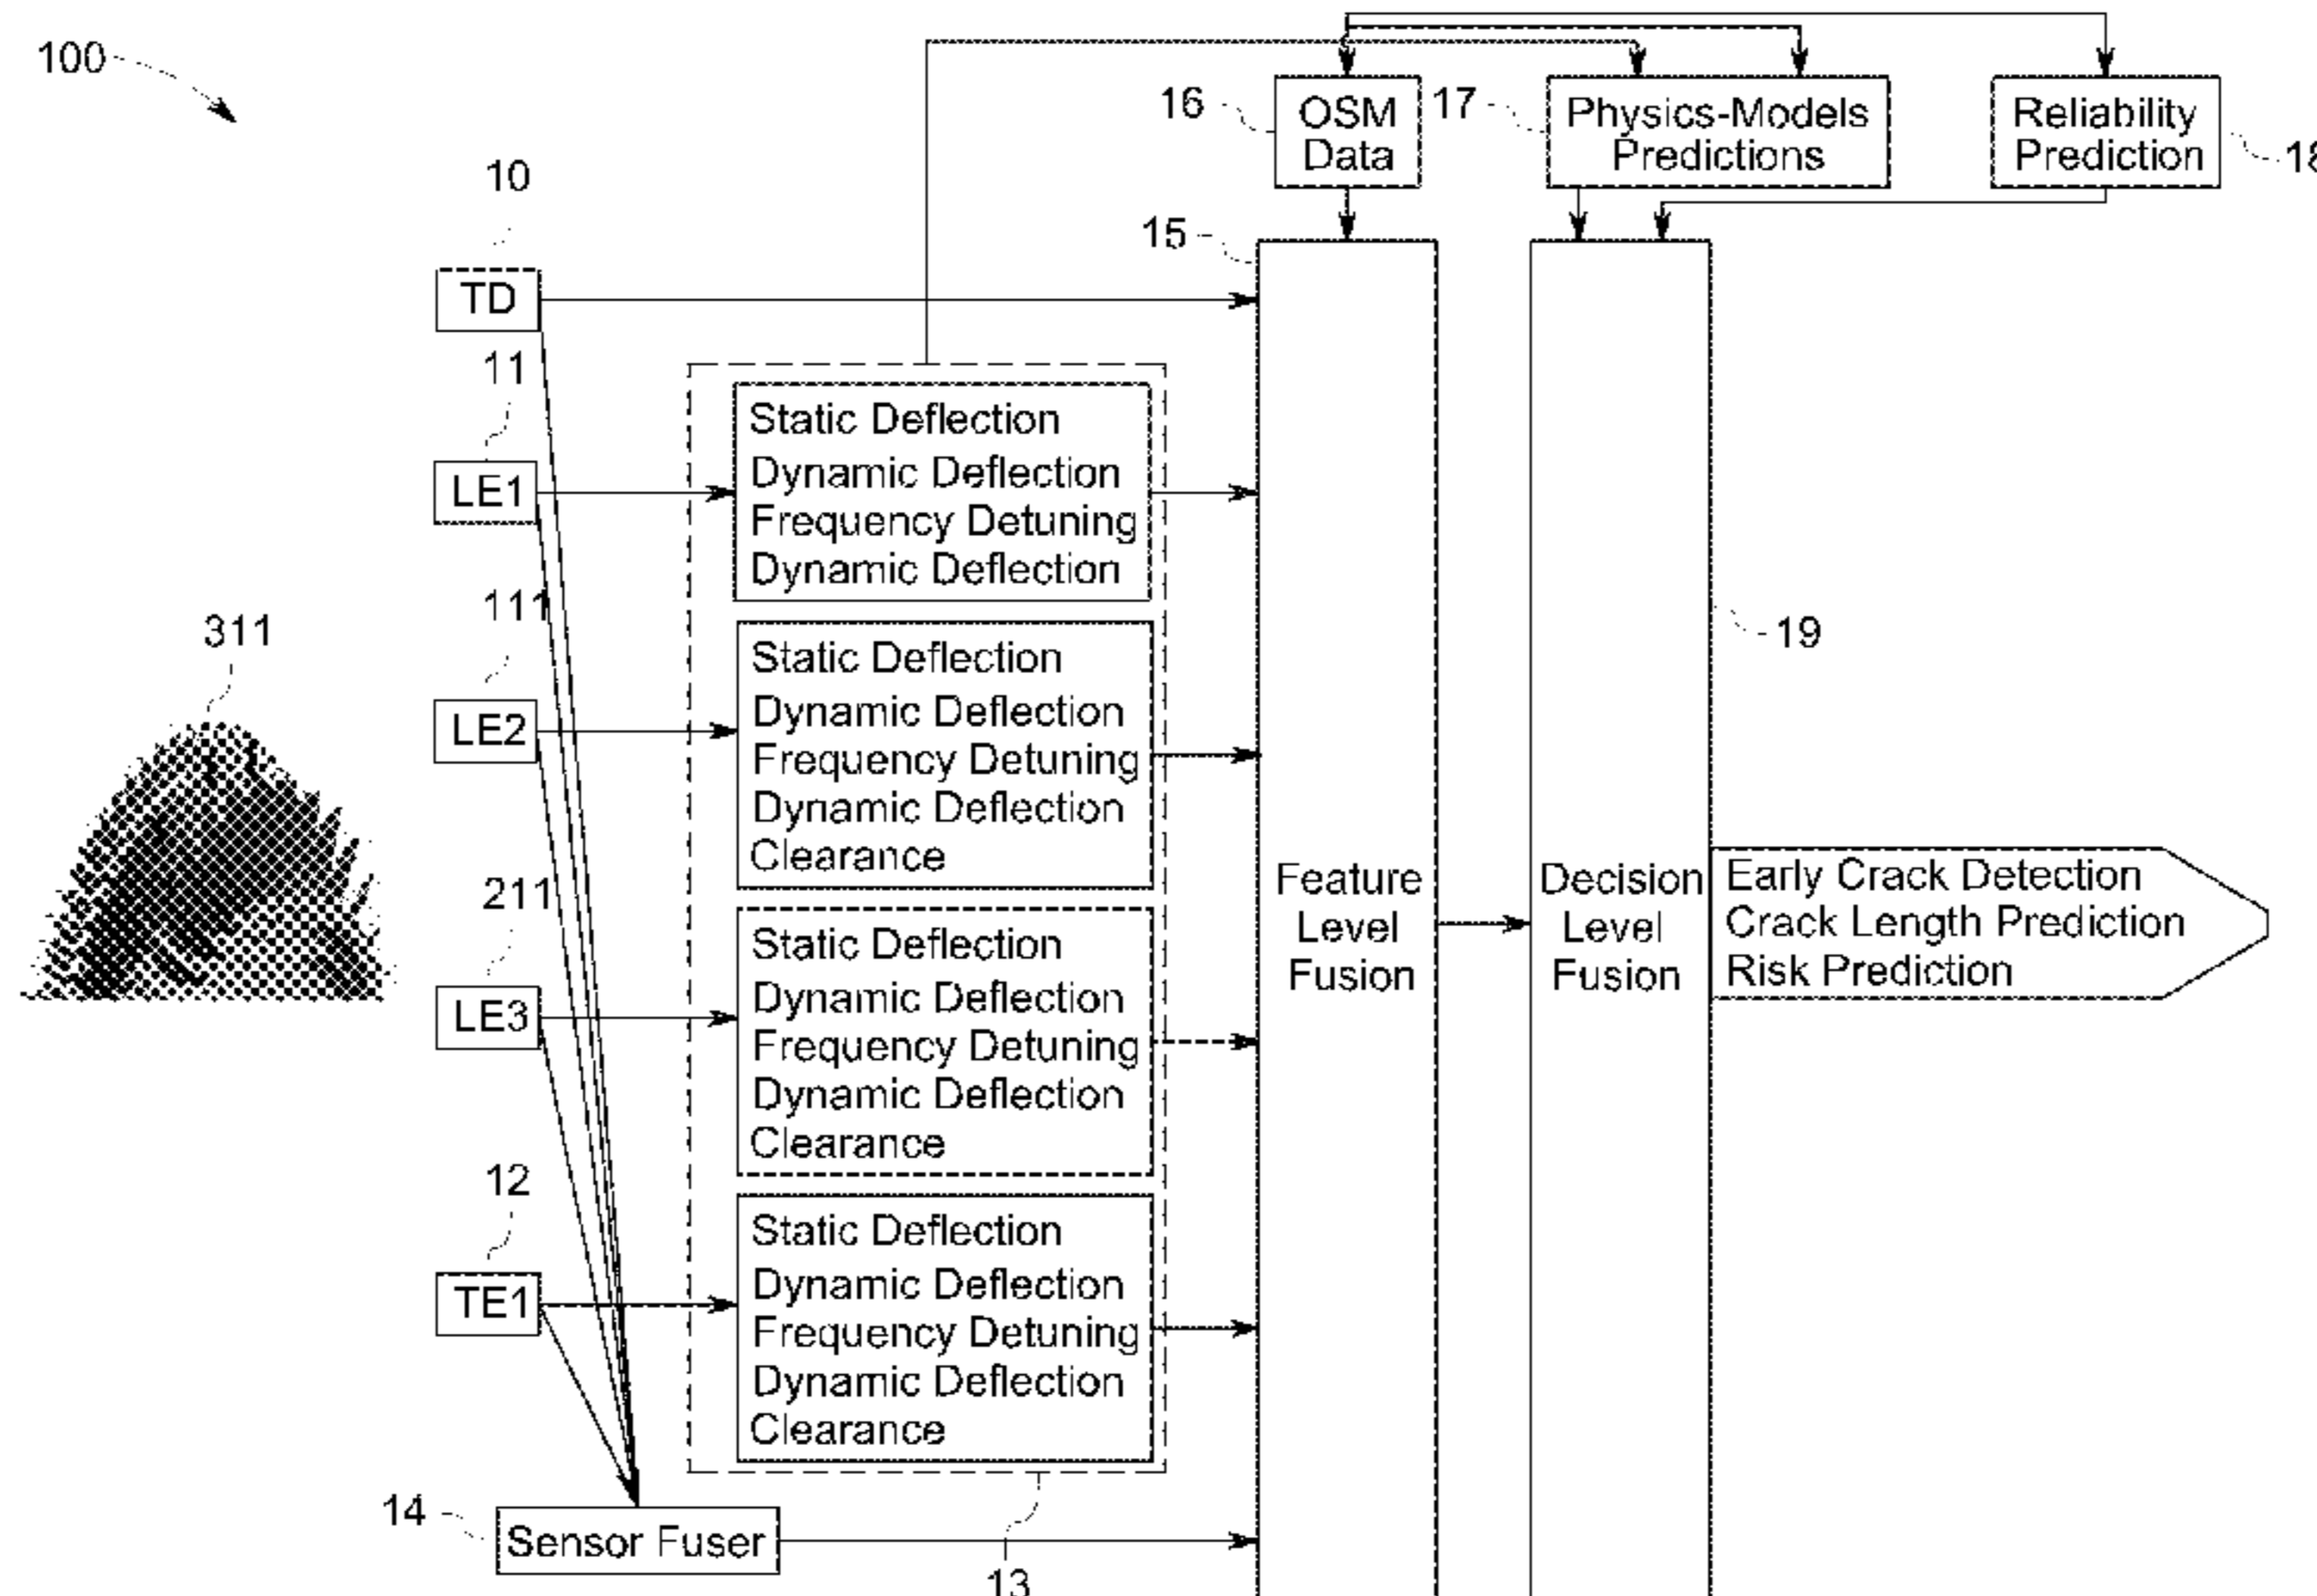 100
16
OSM
Data
17
Physics-Models
Predictions
Reliability
Prediction
18
10
TD
15
11
LE1
Static Deflection
Dynamic Deflection
Frequency Detuning
Dynamic Deflection
111
LE2
Static Deflection
Dynamic Deflection
Frequency Detuning
Dynamic Deflection
Clearance
311
19
211
LE3
Static Deflection
Dynamic Deflection
Frequency Detuning
Dynamic Deflection
Clearance
Feature
Level
Fusion
Decision
Level
Fusion
Early Crack Detection
Crack Length Prediction
Risk Prediction
12
TE1
Static Deflection
Dynamic Deflection
Frequency Detuning
Dynamic Deflection
Clearance
14
Sensor Fuser
13